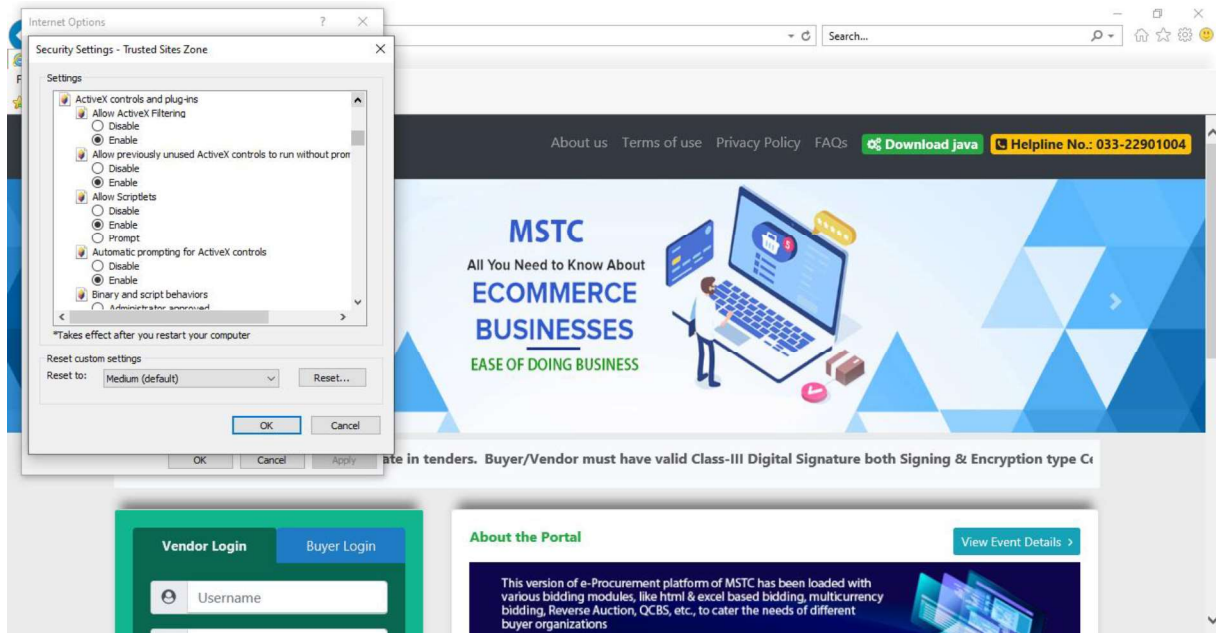 Internet Options
?
Search...
Security Settings - Trusted Sites Zone
Settings
ActiveX controls and plug-ins
Allow ActiveX Filtering
Disable
Enable
Allow previously unused ActiveX controls to run without prom
Disable
Enable
Allow Scriptlets
Disable
Enable
Prompt
Automatic prompting for ActiveX controls
Disable
Enable
Binary and script behaviors
Administrator approved
*Takes effect after you restart your computer
Reset custom settings
Reset to:
Medium (default)
Reset...
OK
Cancel
OK
Cancel
Apply
About us
Terms of use
Privacy Policy
FAQs
Download java
Helpline No.: 033-22901004
MSTC
All You Need to Know About
ECOMMERCE
BUSINESSES
EASE OF DOING BUSINESS
ate in tenders. Buyer/Vendor must have valid Class-III Digital Signature both Signing & Encryption type Ce
Vendor Login
Buyer Login
Username
About the Portal
View Event Details
This version of e-Procurement platform of MSTC has been loaded with
various bidding modules, like html & excel based bidding, multicurrency
bidding, Reverse Auction, QCBS, etc., to cater the needs of different
buyer organizations